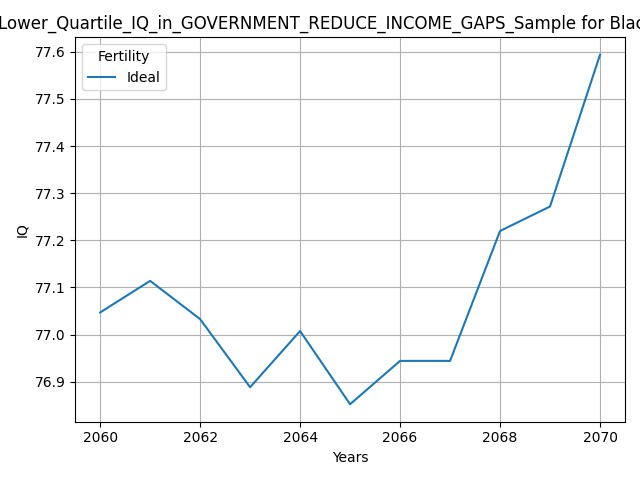 Lower_Quartile_IQ_in_GOVERNMENT_REDUCE_INCOME_GAPS_Sample for Blac
Fertility
Ideal
77.6
77.5
77.4
77.3
77.2
77.1
77.0
76.9
IQ
2060 2062 2064 2066 2068 2070
Years